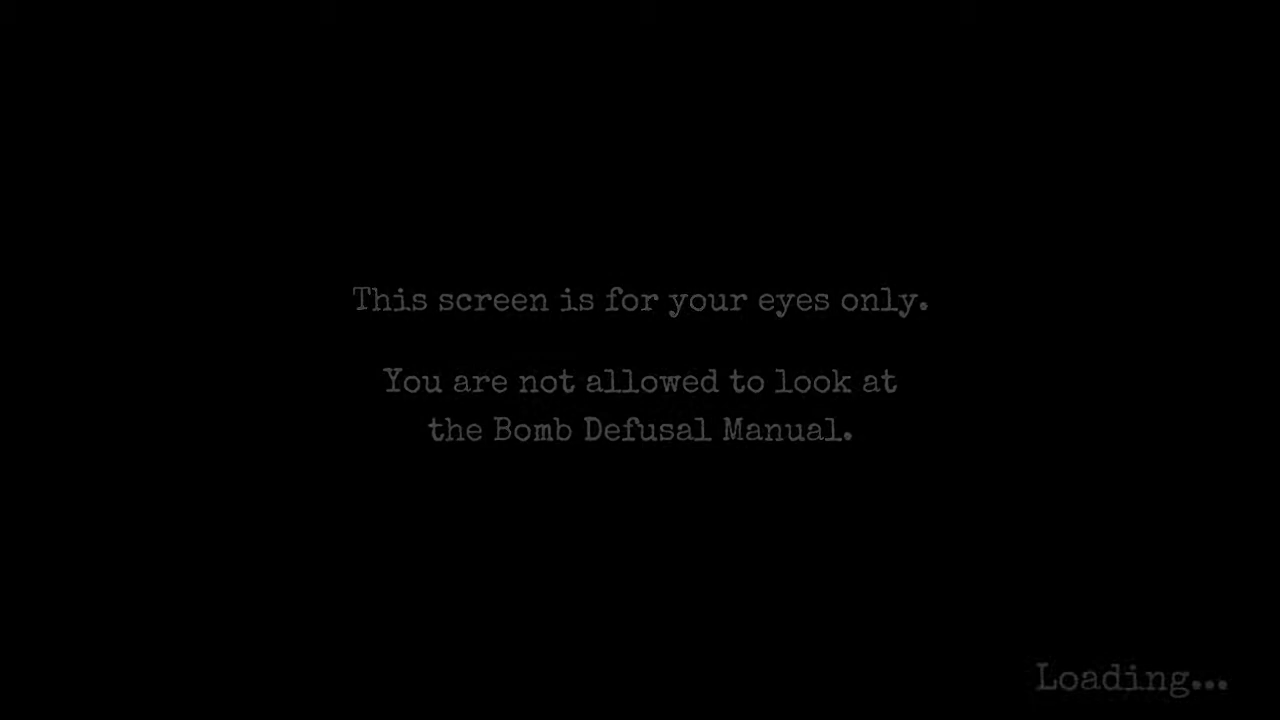 This screen is for your eyes only.
You are not allowed to look at
the Bomb Defusal Manual.
Loading...